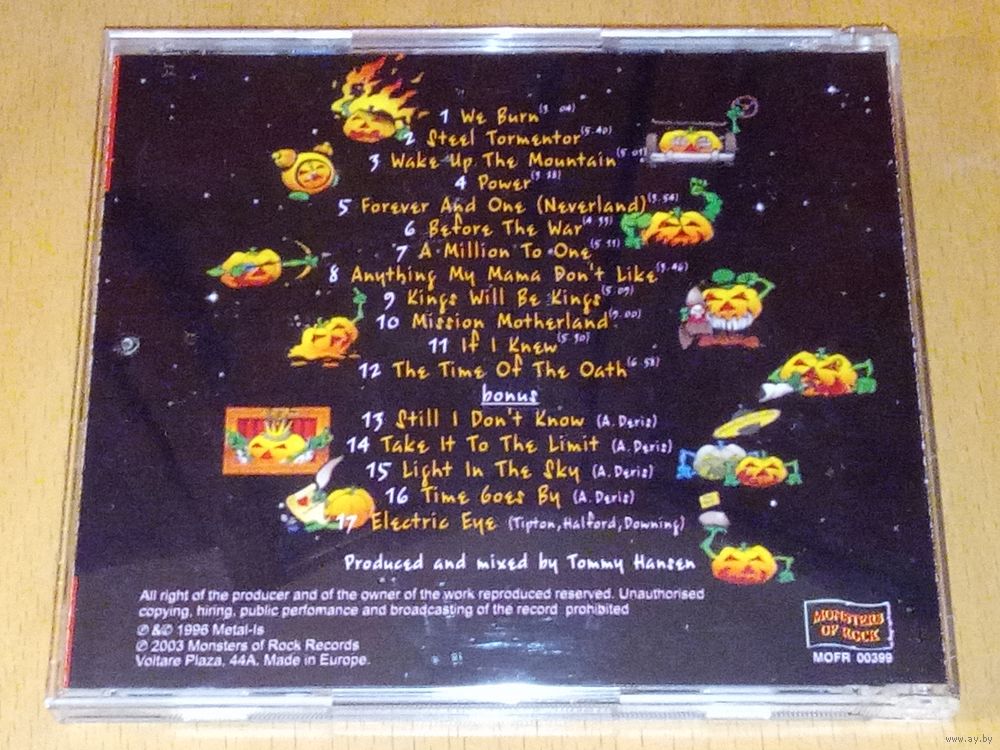 1 We Burn (3.04)
2 Steel Tormentor (5.40)
3 Wake Up The Mountain (5.01)
4 Power
5 Forever And One (Neverland) (3.54)
6 Before The War (4.33)
7 A Million To One (5.11)
8 Anything My Mama Don't Like (3.46)
9 Kings Will Be Kings (5.09)
10 Mission Motherland (9.00)
11 If I Knew (5.30)
12 The Time Of The Oath (6.58)
bonus
13 Still I Don't Know (A. Deris)
14 Take It To The Limit (A. Deris)
15 Light In The Sky (A. Deris)
16 Time Goes By (A. Deris)
17 Electric Eye (Tipton, Halford, Downing)
Produced and mixed by Tommy Hansen
All right of the producer and of the owner of the work reproduced reserved. Unauthorised
copying, hiring, public perfomance and broadcasting of the record prohibited
℗ &© 1996 Metal-Is
℗ 2003 Monsters of Rock Records
Voltare Plaza, 44A. Made in Europe.
MONSTERS
OF ROCK
MOFR 00399
www.ay.by